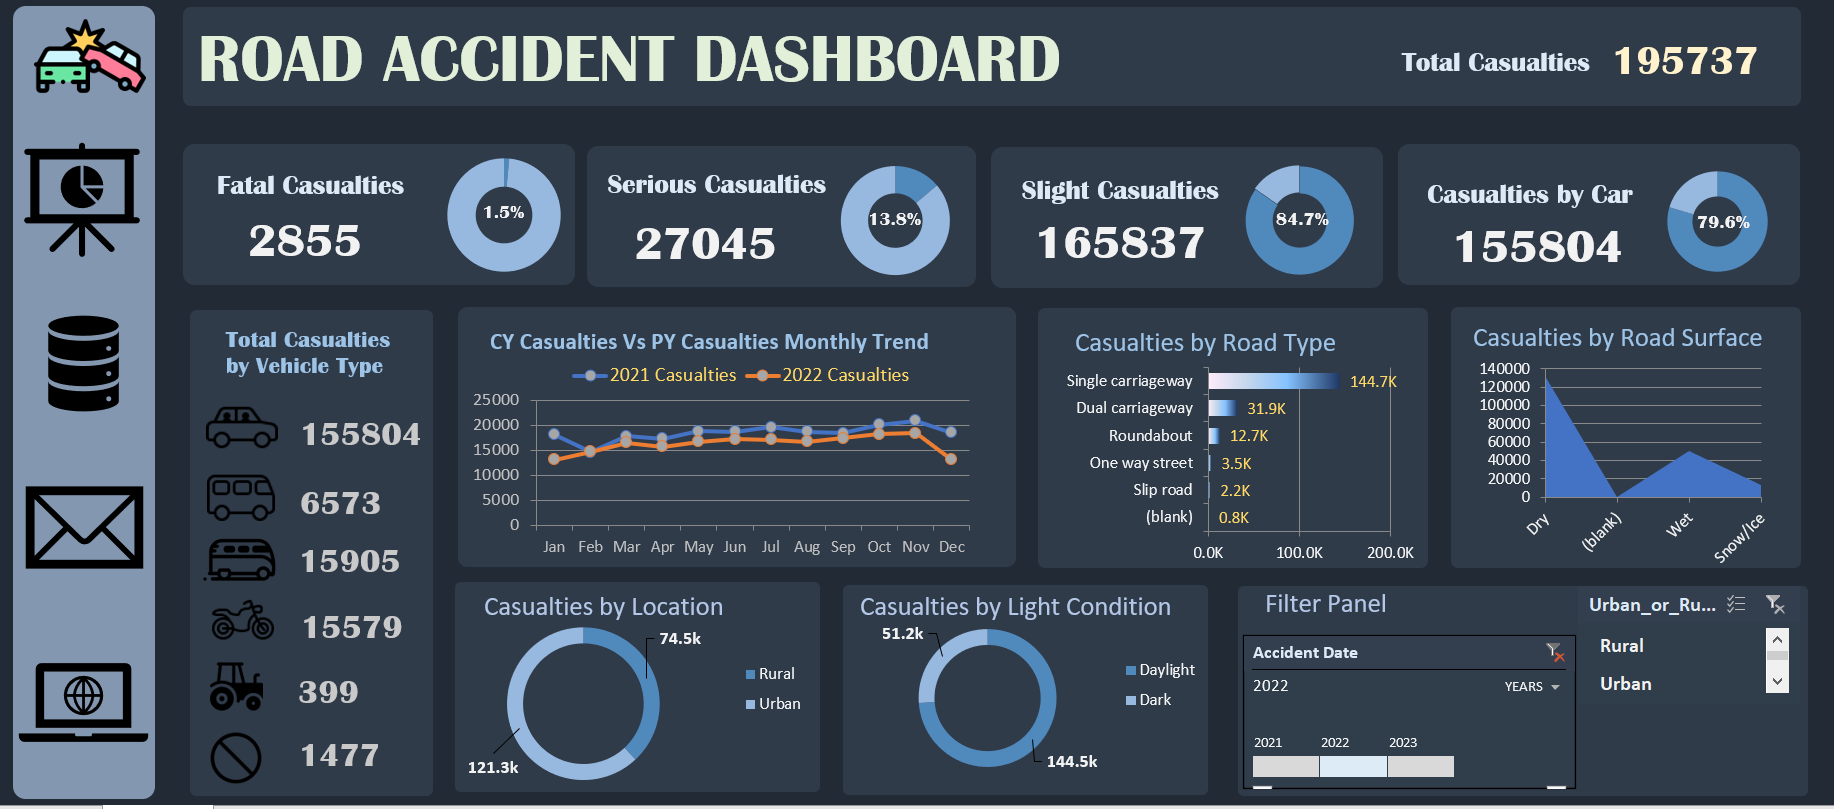 ROAD ACCIDENT DASHBOARD
Total Casualties 195737
Fatal Casualties
2855
1.5%
Serious Casualties
27045
13.8%
Slight Casualties
165837
84.7%
Casualties by Car
155804
79.6%
Total Casualties
by Vehicle Type
155804
6573
15905
15579
399
1477
CY Casualties Vs PY Casualties Monthly Trend
2021 Casualties 2022 Casualties
25000
20000
15000
10000
5000
0
Jan Feb Mar Apr May Jun Jul Aug Sep Oct Nov Dec
Casualties by Road Type
Single carriageway 144.7K
Dual carriageway 31.9K
Roundabout 12.7K
One way street 3.5K
Slip road 2.2K
(blank) 0.8K
0.0K 100.0K 200.0K
Casualties by Road Surface
140000
120000
100000
80000
60000
40000
20000
0
Dry (blank) Wet Snow/Ice
Casualties by Location
74.5k
Rural
Urban
121.3k
Casualties by Light Condition
51.2k
Daylight
Dark
144.5k
Filter Panel
Accident Date
2022 YEARS
2021 2022 2023
Urban_or_Ru...
Rural
Urban